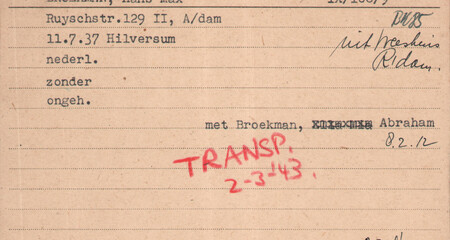 Ruyschstr.129 II, A/dam
11.7.37 Hilversum
nederl.
zonder
ongeh.
uit Weeshuis
R'dam.
met Broekman, Abraham
8.2.12
TRANSP.
2-3-43.